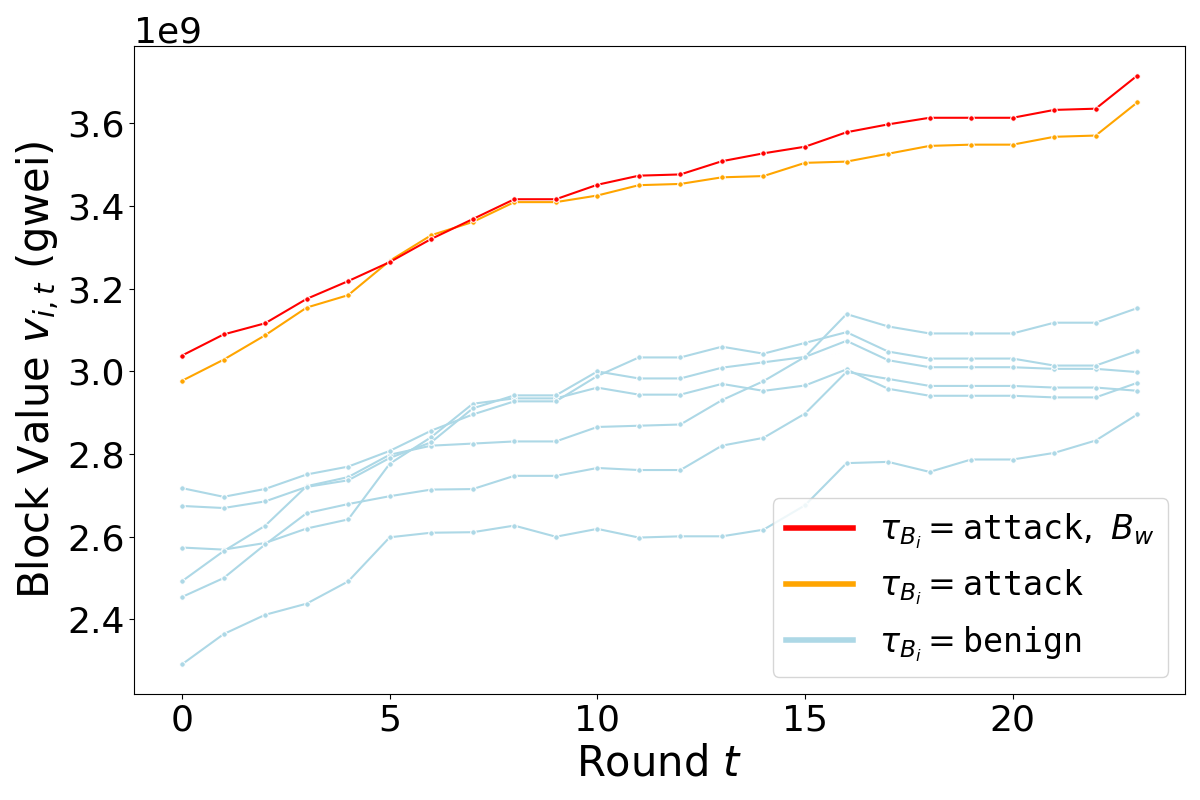 1e9
Block Value v_{i,t} (gwei)
3.6
3.4
3.2
3.0
2.8
2.6
2.4
τ_{B_i} = attack, B_w
τ_{B_i} = attack
τ_{B_i} = benign
0 5 10 15 20
Round t